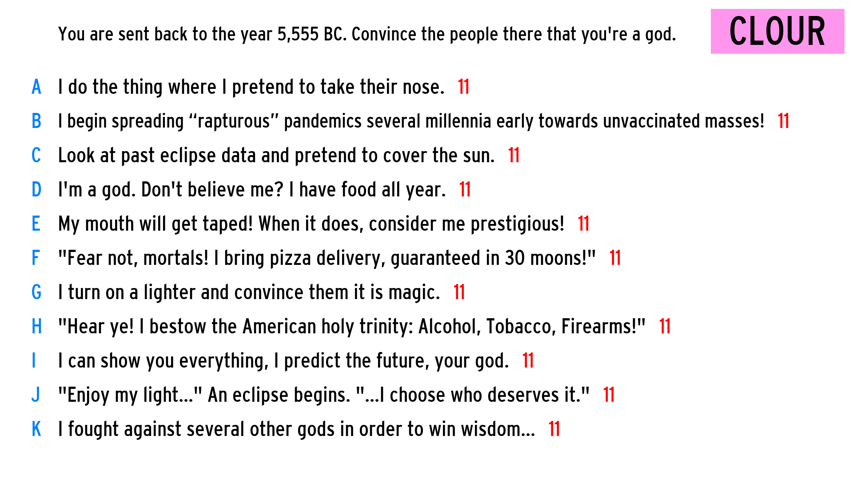 You are sent back to the year 5,555 BC. Convince the people there that you're a god.
CLOUR
A I do the thing where I pretend to take their nose. 11
B I begin spreading “rapturous” pandemics several millennia early towards unvaccinated masses! 11
C Look at past eclipse data and pretend to cover the sun. 11
D I'm a god. Don't believe me? I have food all year. 11
E My mouth will get taped! When it does, consider me prestigious! 11
F "Fear not, mortals! I bring pizza delivery, guaranteed in 30 moons!" 11
G I turn on a lighter and convince them it is magic. 11
H "Hear ye! I bestow the American holy trinity: Alcohol, Tobacco, Firearms!" 11
I I can show you everything, I predict the future, your god. 11
J "Enjoy my light..." An eclipse begins. "...I choose who deserves it." 11
K I fought against several other gods in order to win wisdom... 11